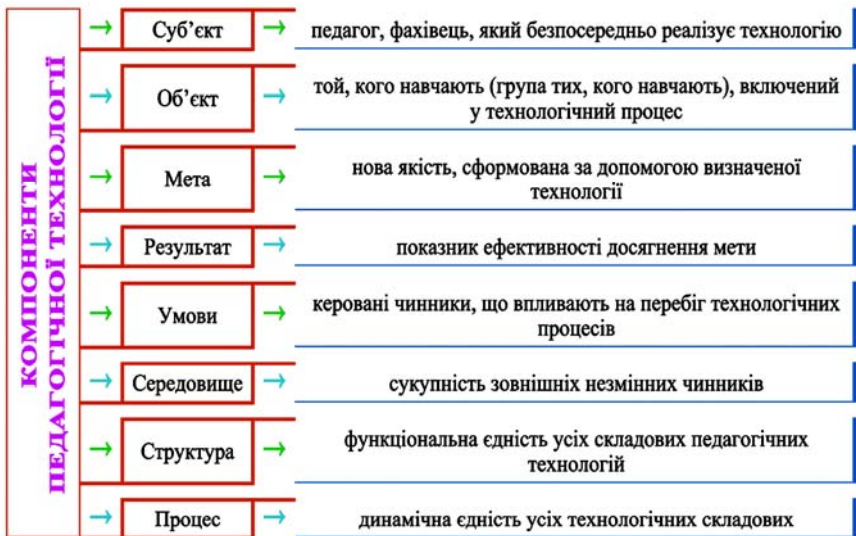 КОМПОНЕНТИ
ПЕДАГОГІЧНОЇ ТЕХНОЛОГІЇ
→ Суб’єкт → педагог, фахівець, який безпосередньо реалізує технологію
→ Об’єкт → той, кого навчають (група тих, кого навчають), включений
у технологічний процес
→ Мета → нова якість, сформована за допомогою визначеної
технології
→ Результат → показник ефективності досягнення мети
→ Умови → керовані чинники, що впливають на перебіг технологічних
процесів
→ Середовище → сукупність зовнішніх незмінних чинників
→ Структура → функціональна єдність усіх складових педагогічних
технологій
→ Процес → динамічна єдність усіх технологічних складових